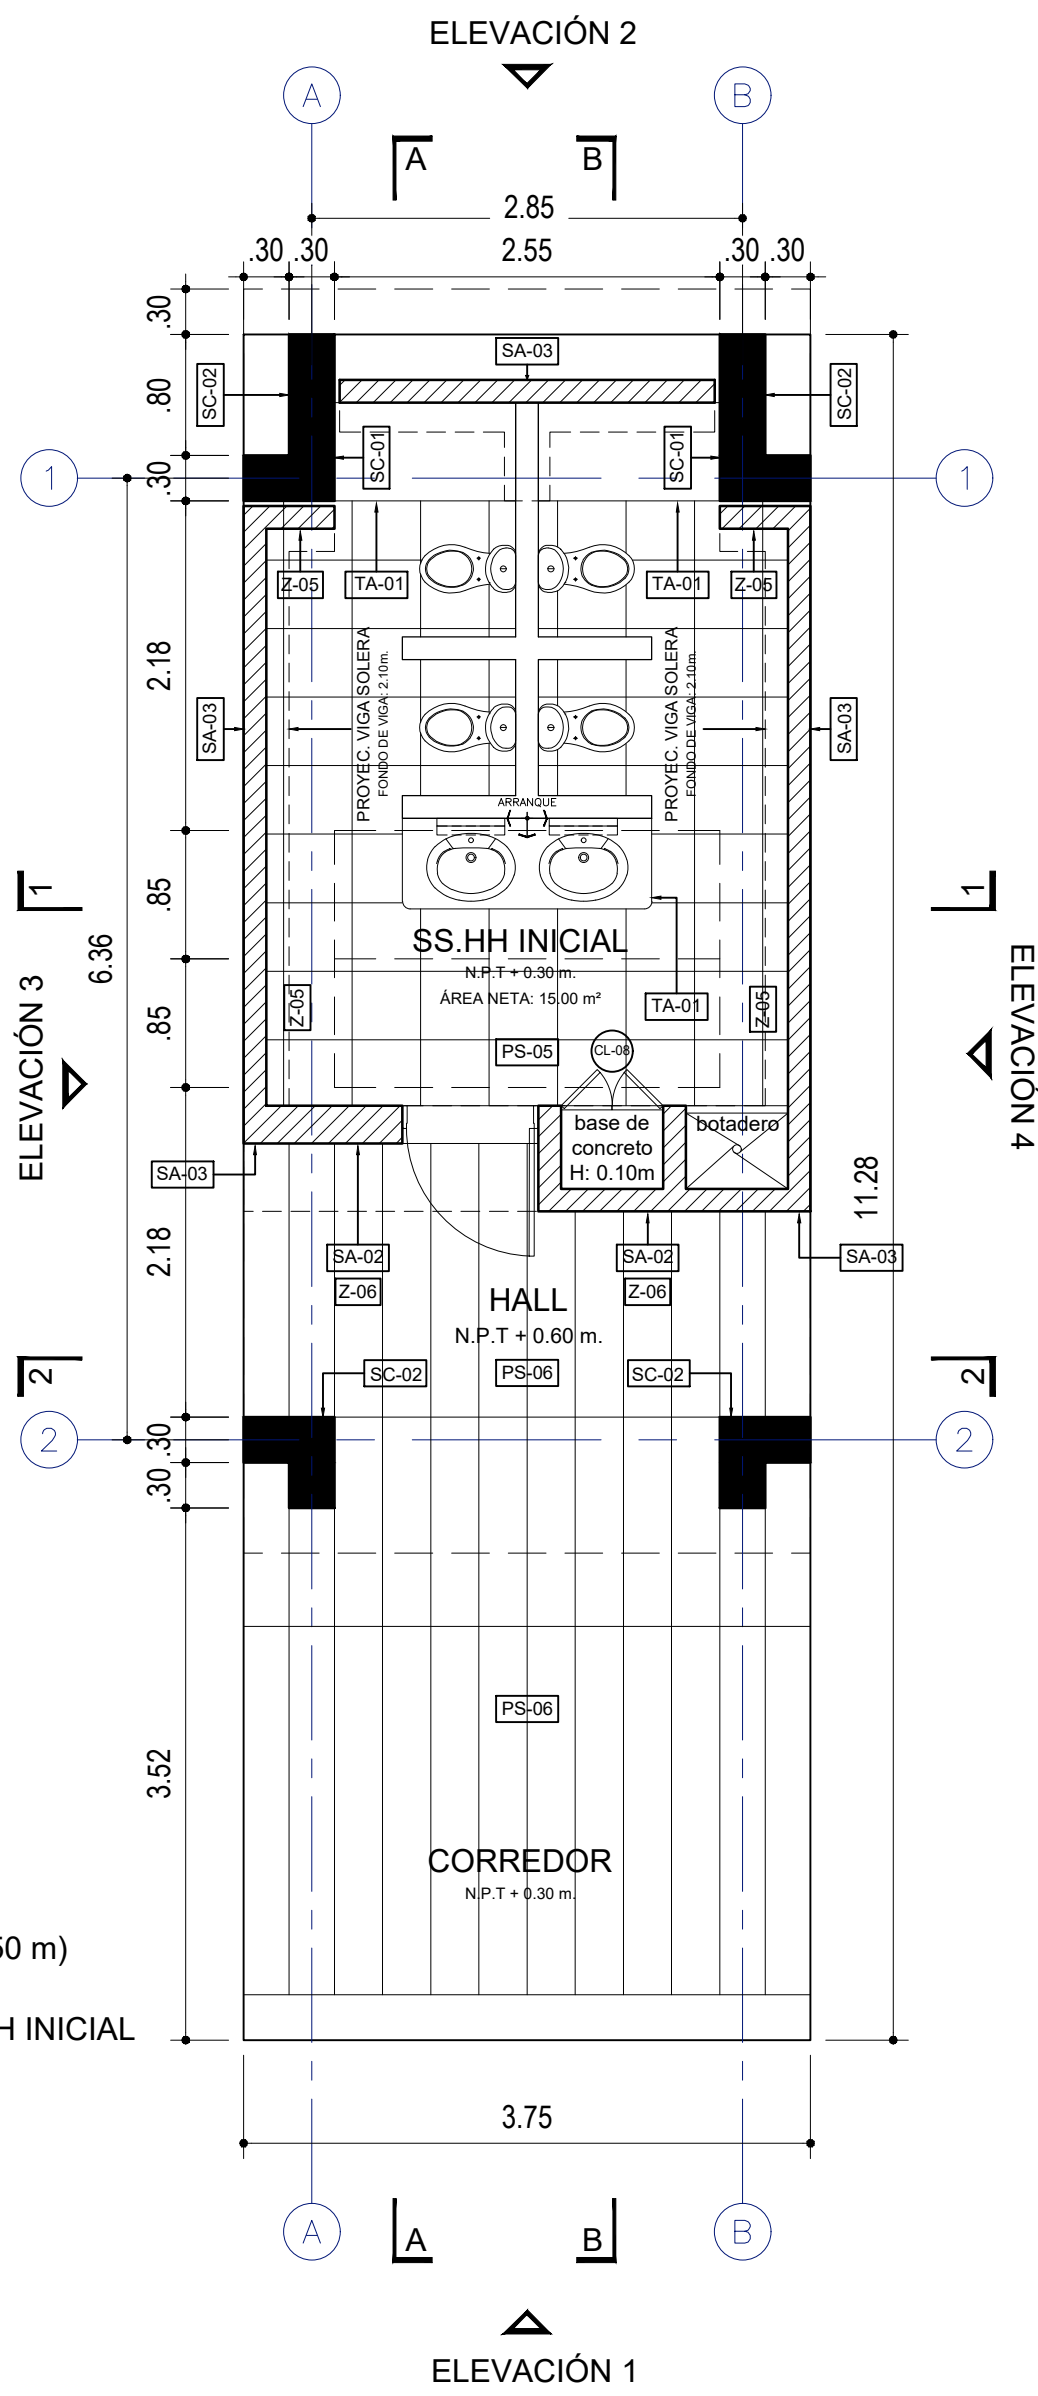 ELEVACIÓN 2
A
B
A
B
2.85
.30
.30
2.55
.30
.30
.30
.80
.30
SA-03
SC-02
SC-02
SC-01
SC-01
1
1
Z-05
TA-01
TA-01
Z-05
2.18
PROYEC. VIGA SOLERA
FONDO DE VIGA: 2.10m.
PROYEC. VIGA SOLERA
FONDO DE VIGA: 2.10m.
SA-03
SA-03
ARRANQUE
1
1
.85
6.36
SS.HH INICIAL
N.P.T + 0.30 m.
ÁREA NETA: 15.00 m²
Z-05
TA-01
Z-05
.85
ELEVACIÓN 3
ELEVACIÓN 4
PS-05
CL-08
base de
concreto
H: 0.10m
botadero
SA-03
11.28
2.18
SA-02
Z-06
SA-02
Z-06
SA-03
HALL
N.P.T + 0.60 m.
SC-02
PS-06
SC-02
2
2
2
2
.30
.30
PS-06
3.52
CORREDOR
N.P.T + 0.30 m.
50 m)
H INICIAL
3.75
A
A
B
B
ELEVACIÓN 1